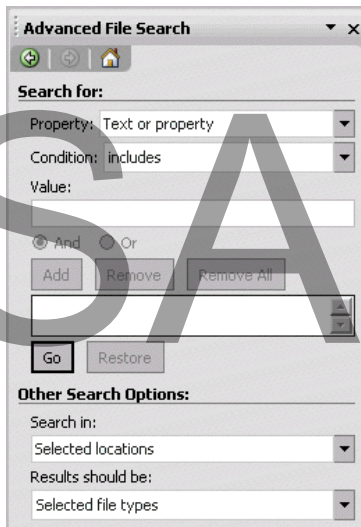 Advanced File Search
Search for:
Property: Text or property
Condition: includes
Value:
And Or
Add Remove Remove All
Go Restore
Other Search Options:
Search in:
Selected locations
Results should be:
Selected file types
SA